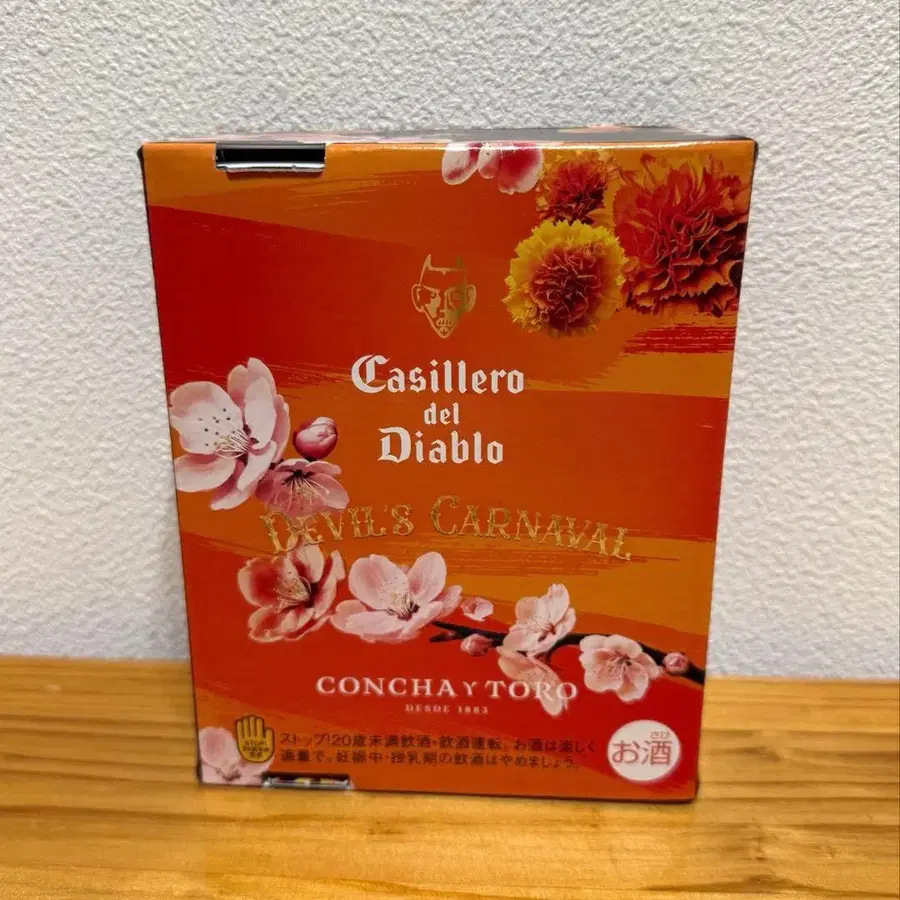 Casillero
del
Diablo
DEVIL'S CARNAVAL
CONCHA Y TORO
DESDE 1883
ストップ!20歳未満飲酒・飲酒運転。お酒は楽しく
適量で。妊娠中・授乳期の飲酒はやめましょう。
さけ
お酒